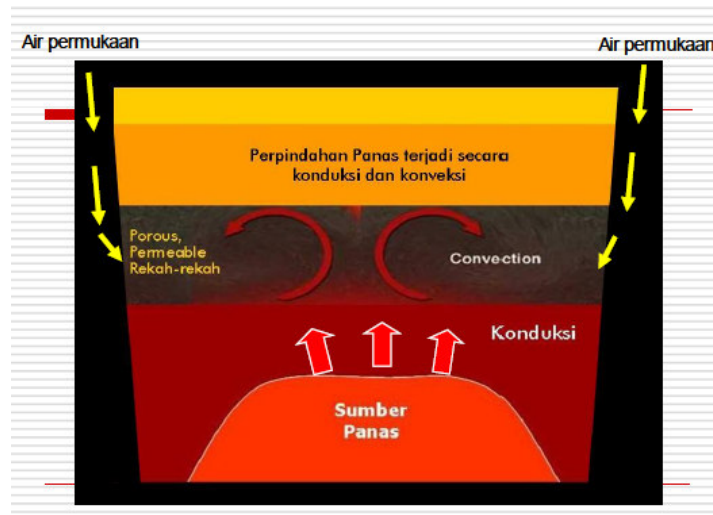 Air permukaan
Air permukaan
Perpindahan Panas terjadi secara
konduksi dan konveksi
Porous,
Permeable
Rekah-rekah
Convection
Konduksi
Sumber
Panas